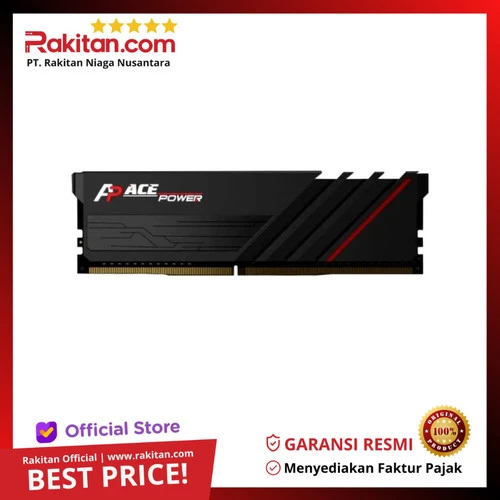 Rakitan.com
PT. Rakitan Niaga Nusantara
AP ACE
POWER
Official Store
Rakitan Official | www.rakitan.com
BEST PRICE!
GARANSI RESMI
Menyediakan Faktur Pajak
ORIGINAL
100%
PRODUCT